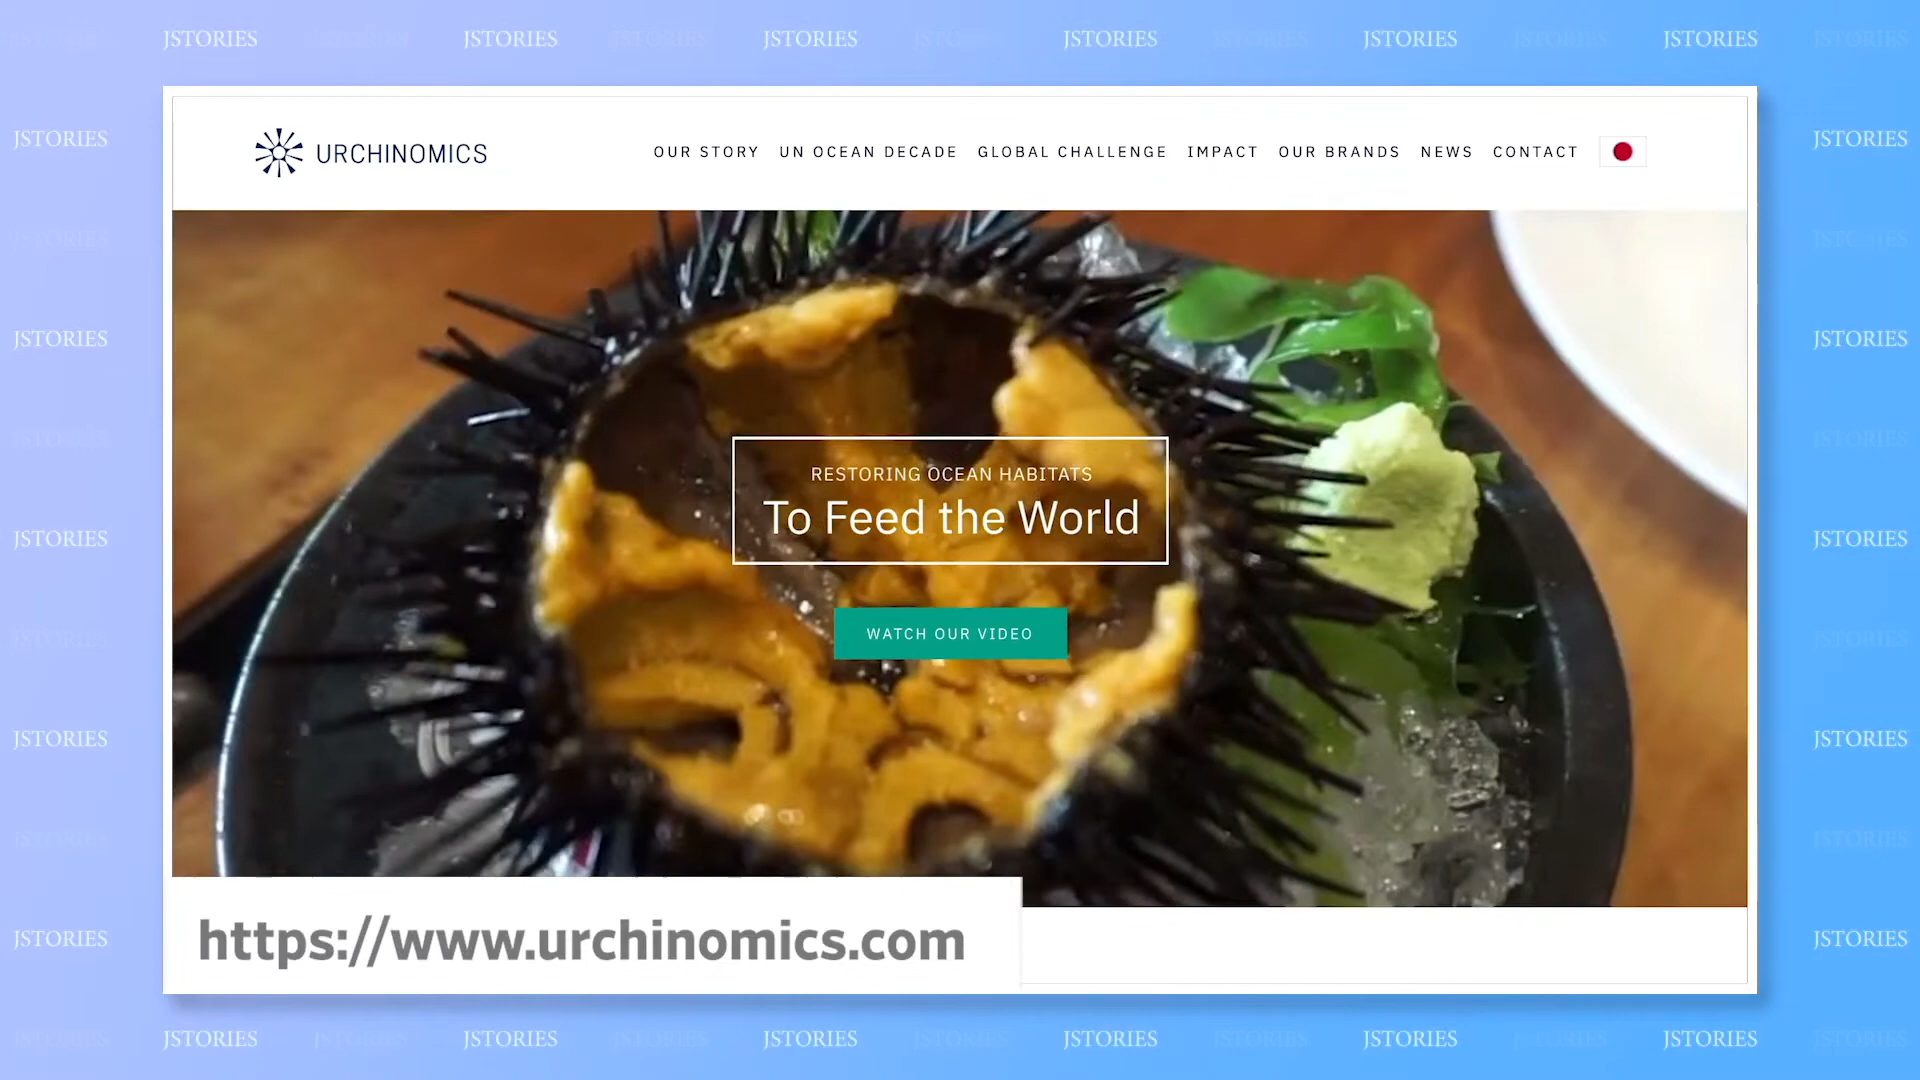 JSTORIES JSTORIES JSTORIES JSTORIES JSTORIES JSTORIES
JSTORIES JSTORIES
URCHINOMICS
OUR STORY UN OCEAN DECADE GLOBAL CHALLENGE IMPACT OUR BRANDS NEWS CONTACT
JSTORIES JSTORIES
RESTORING OCEAN HABITATS
To Feed the World
JSTORIES JSTORIES
WATCH OUR VIDEO
JSTORIES JSTORIES
https://www.urchinomics.com
JSTORIES JSTORIES
JSTORIES JSTORIES JSTORIES JSTORIES JSTORIES JSTORIES